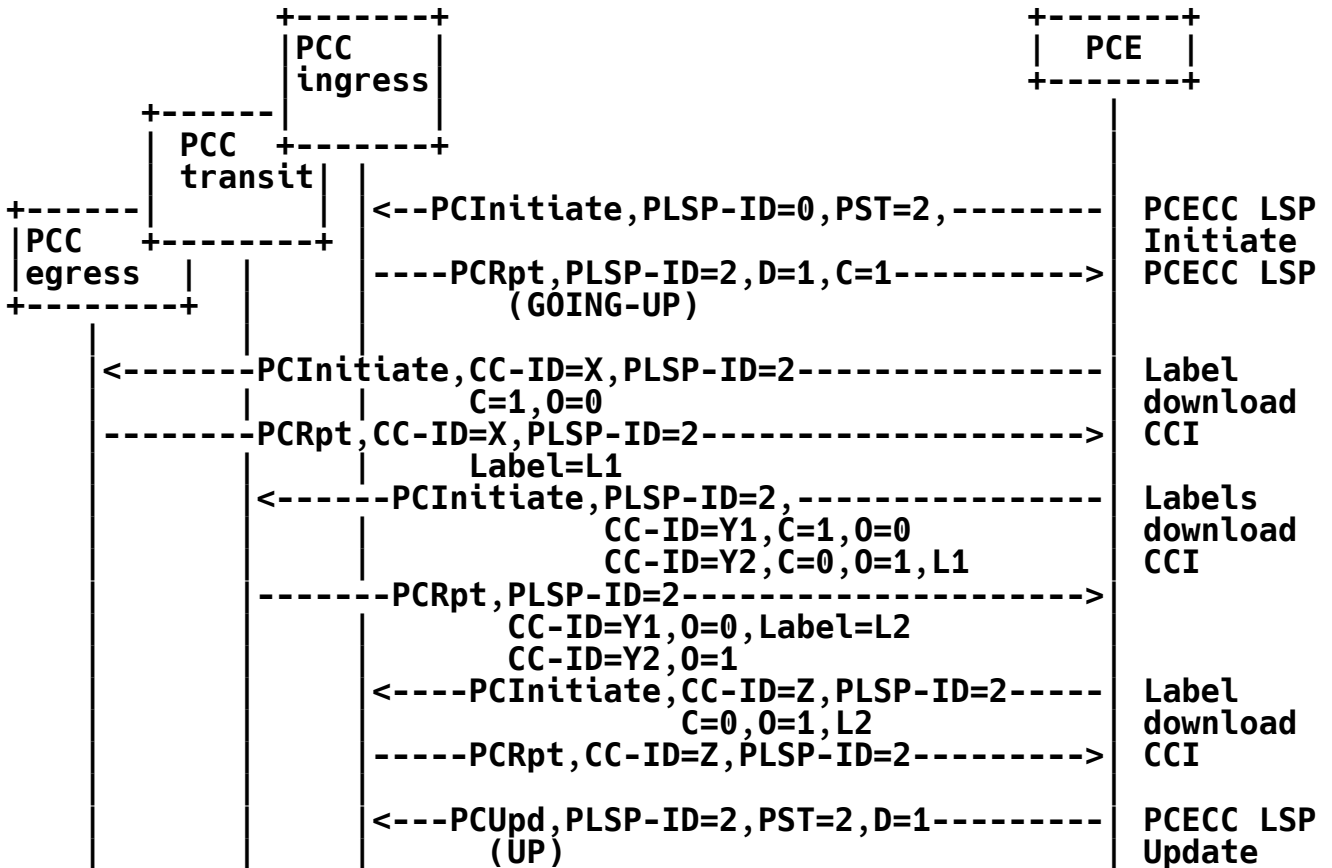 +-------+                              +-------+
|PCC    |                              |  PCE  |
|ingress|                              +-------+
+------|       |                                  |
| PCC  +-------+                                  |
| transit| |                                      |
+------|        | |<--PCInitiate,PLSP-ID=0,PST=2,--------| PCECC LSP
|PCC   +--------+ |                                      | Initiate
|egress  |  |     |----PCRpt,PLSP-ID=2,D=1,C=1---------->| PCECC LSP
+--------+  |     |       (GOING-UP)                     |
|       |     |                                      |
|<-------PCInitiate,CC-ID=X,PLSP-ID=2----------------| Label
|       |     |     C=1,O=0                          | download
|--------PCRpt,CC-ID=X,PLSP-ID=2-------------------->| CCI
|       |     |     Label=L1                         |
|       |<------PCInitiate,PLSP-ID=2,----------------| Labels
|       |     |            CC-ID=Y1,C=1,O=0          | download
|       |     |            CC-ID=Y2,C=0,O=1,L1       | CCI
|       |-------PCRpt,PLSP-ID=2--------------------->|
|       |     |       CC-ID=Y1,O=0,Label=L2          |
|       |     |       CC-ID=Y2,O=1                   |
|       |     |<----PCInitiate,CC-ID=Z,PLSP-ID=2-----| Label
|       |     |                C=0,O=1,L2            | download
|       |     |-----PCRpt,CC-ID=Z,PLSP-ID=2--------->| CCI
|       |     |                                      |
|       |     |<---PCUpd,PLSP-ID=2,PST=2,D=1---------| PCECC LSP
|       |     |      (UP)                            | Update